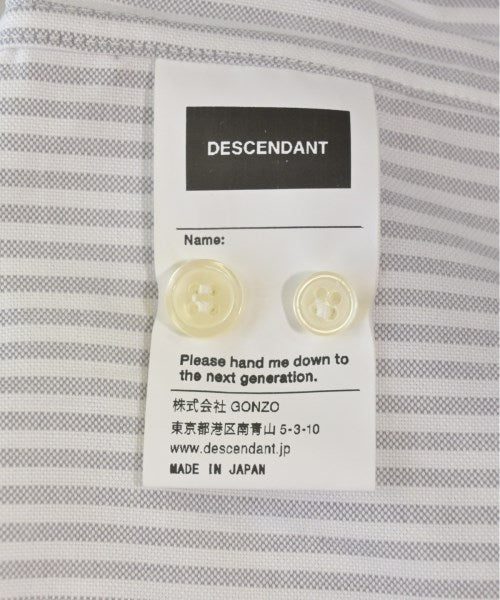 DESCENDANT
Name:
Please hand me down to
the next generation.
株式会社 GONZO
東京都港区南青山 5-3-10
www.descendant.jp
MADE IN JAPAN